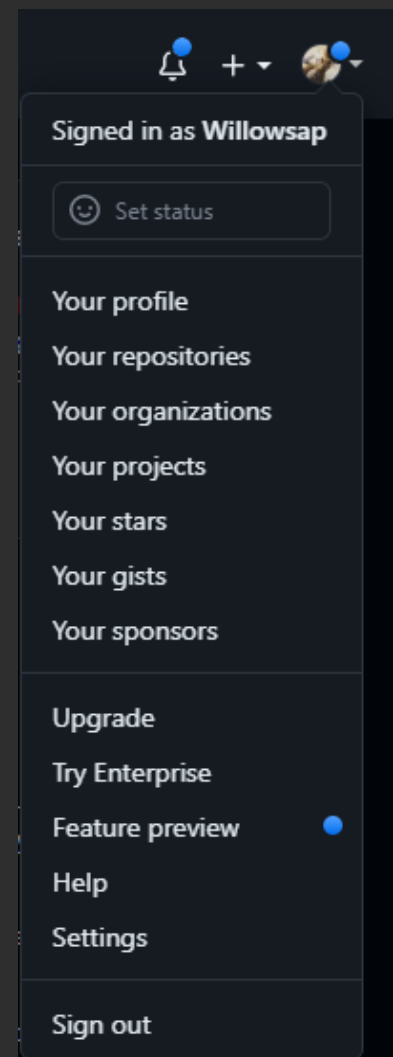 Signed in as Willowsap
Set status
Your profile
Your repositories
Your organizations
Your projects
Your stars
Your gists
Your sponsors
Upgrade
Try Enterprise
Feature preview
Help
Settings
Sign out